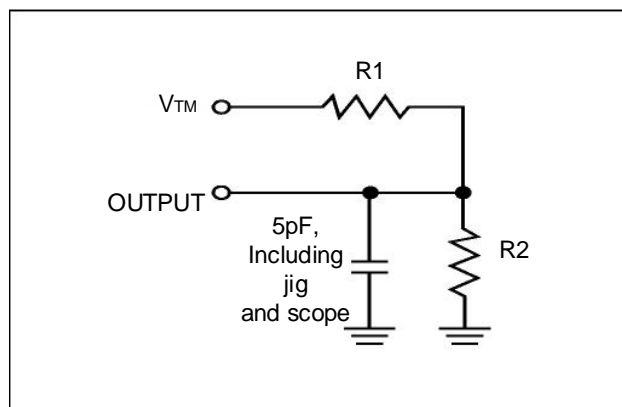 R1
VTM
OUTPUT
5pF,
Including
jig
and scope
R2